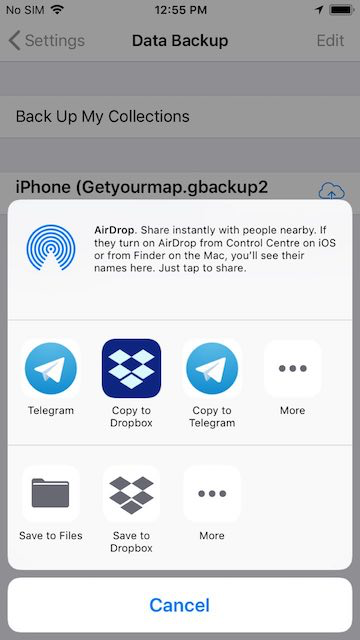 No SIM 12:55 PM
Settings Data Backup Edit
Back Up My Collections
iPhone (Getyourmap.gbackup2
AirDrop. Share instantly with people nearby. If
they turn on AirDrop from Control Centre on iOS
or from Finder on the Mac, you'll see their
names here. Just tap to share.
Telegram
Copy to
Dropbox
Copy to
Telegram
More
Save to Files
Save to
Dropbox
More
Cancel